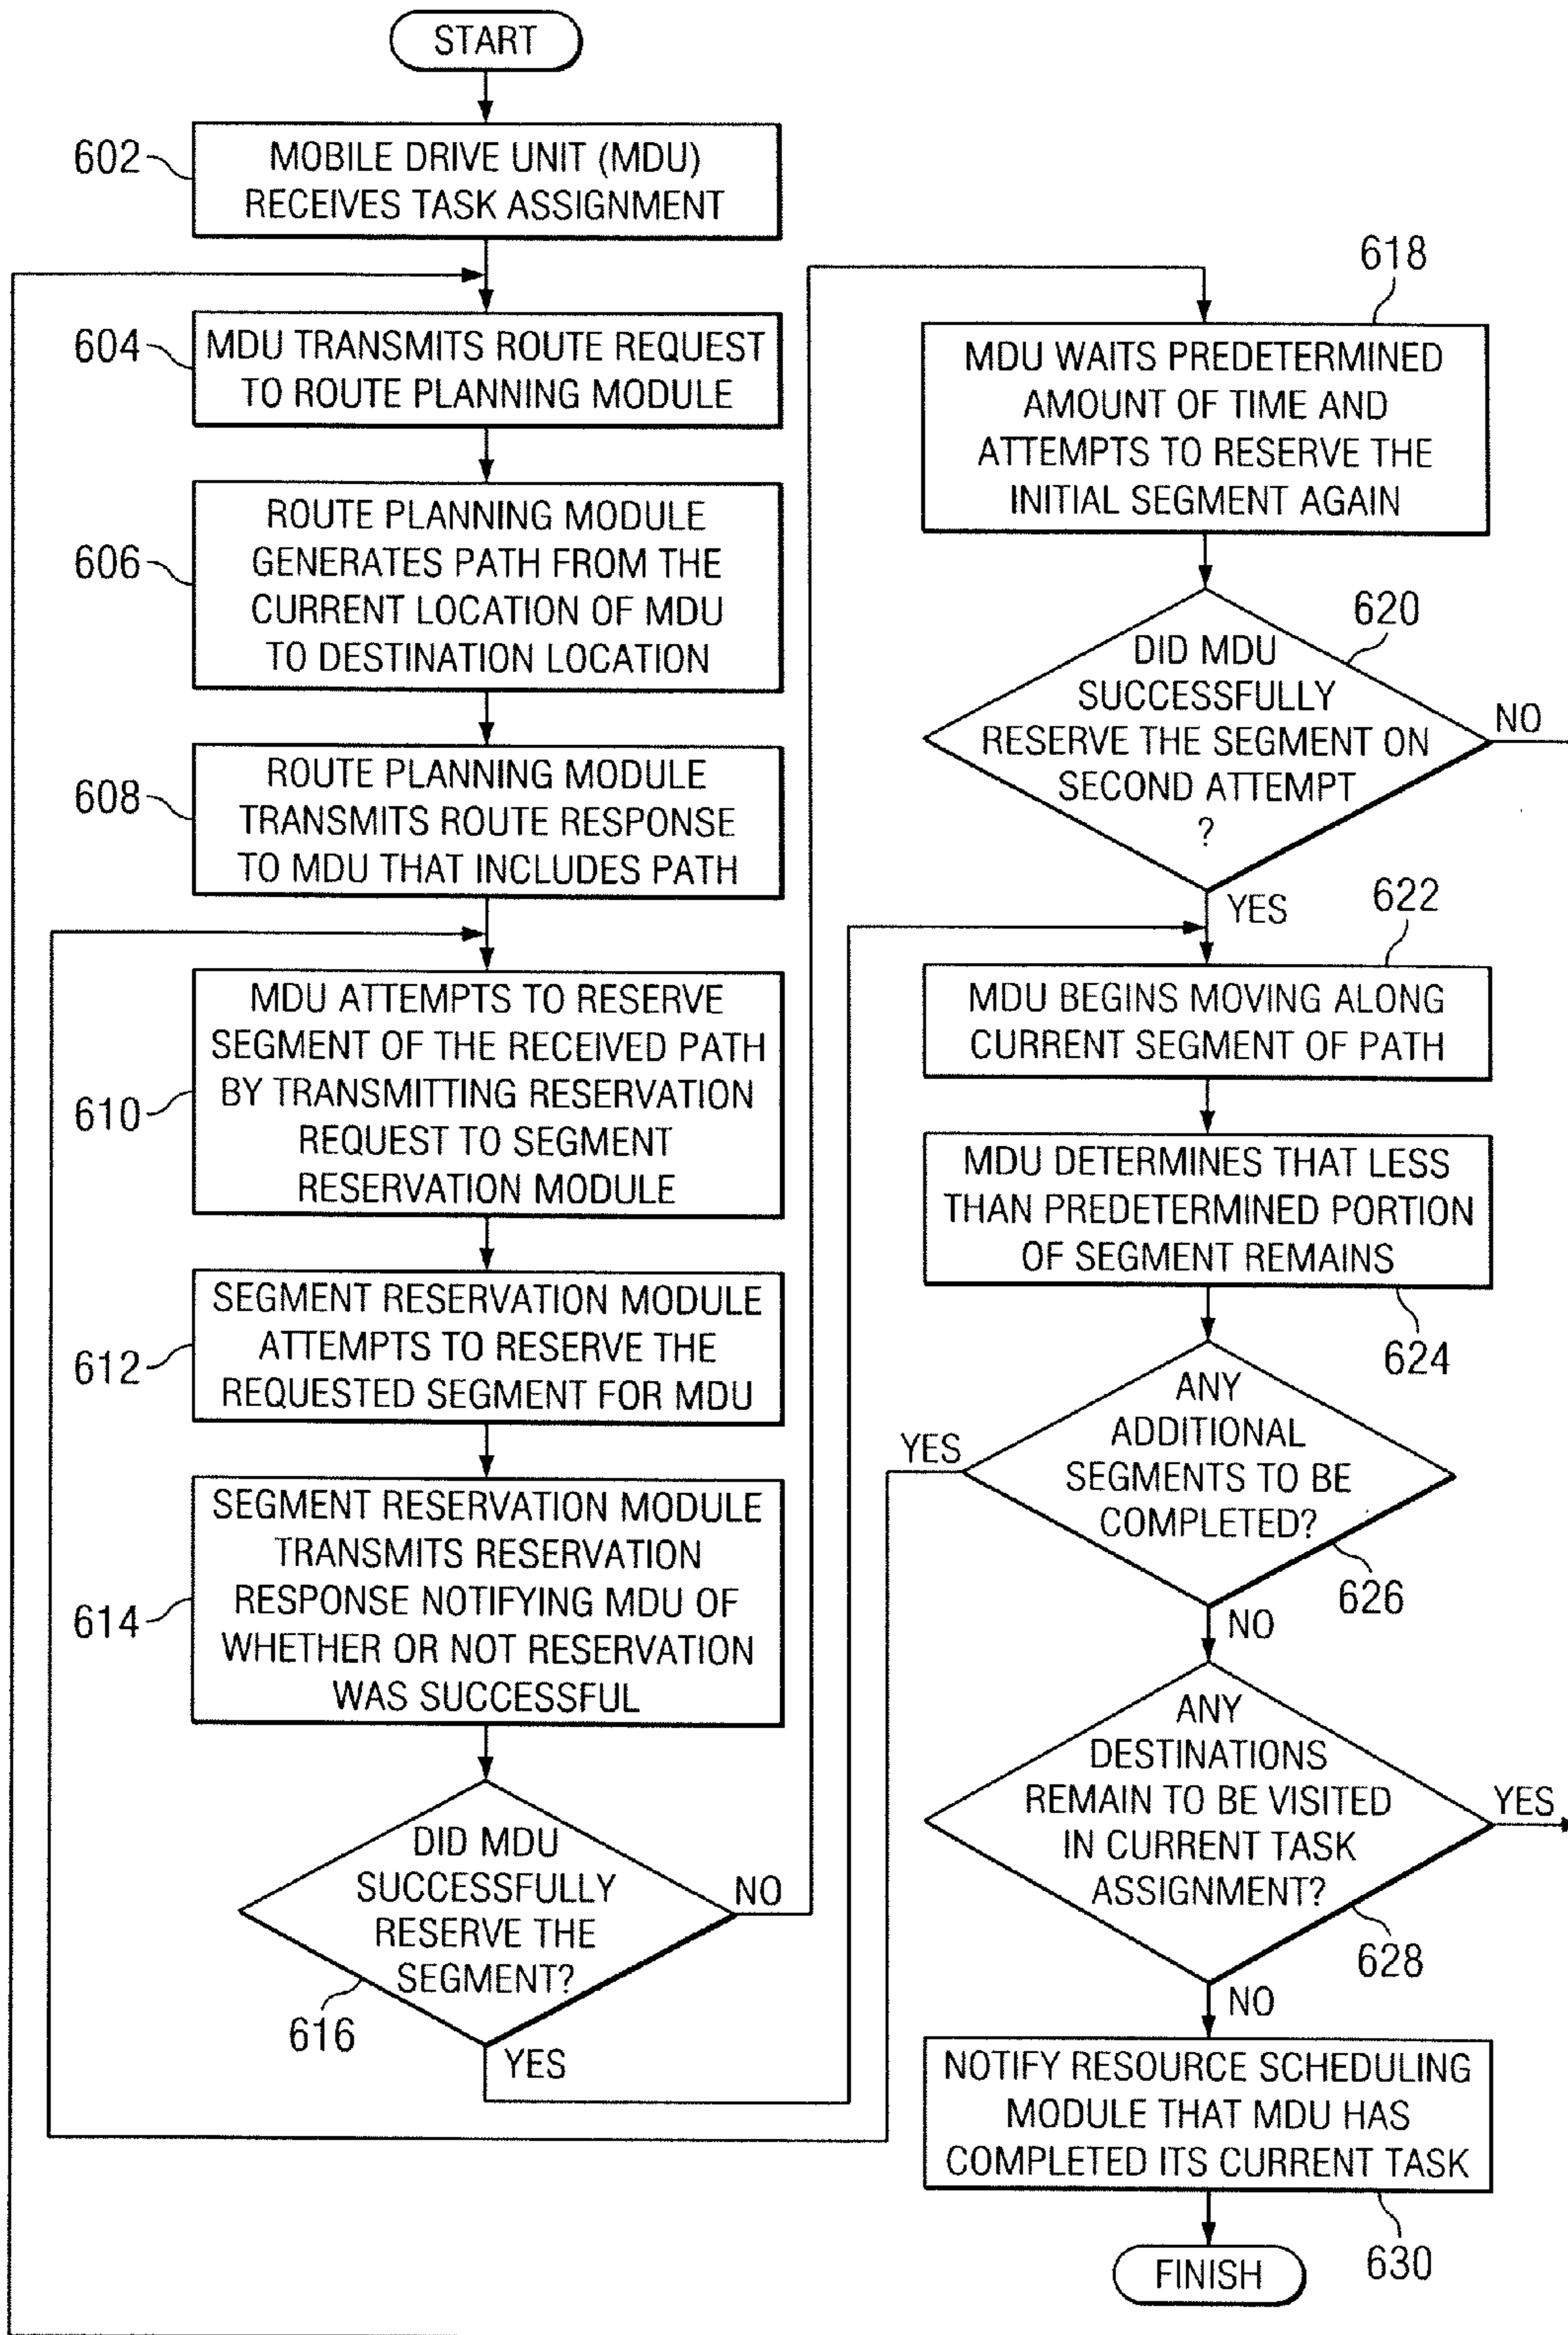 START
602
MOBILE DRIVE UNIT (MDU)
RECEIVES TASK ASSIGNMENT
604
MDU TRANSMITS ROUTE REQUEST
TO ROUTE PLANNING MODULE
606
ROUTE PLANNING MODULE
GENERATES PATH FROM THE
CURRENT LOCATION OF MDU
TO DESTINATION LOCATION
608
ROUTE PLANNING MODULE
TRANSMITS ROUTE RESPONSE
TO MDU THAT INCLUDES PATH
610
MDU ATTEMPTS TO RESERVE
SEGMENT OF THE RECEIVED PATH
BY TRANSMITTING RESERVATION
REQUEST TO SEGMENT
RESERVATION MODULE
612
SEGMENT RESERVATION MODULE
ATTEMPTS TO RESERVE THE
REQUESTED SEGMENT FOR MDU
614
SEGMENT RESERVATION MODULE
TRANSMITS RESERVATION
RESPONSE NOTIFYING MDU OF
WHETHER OR NOT RESERVATION
WAS SUCCESSFUL
DID MDU
SUCCESSFULLY
RESERVE THE
SEGMENT?
616
NO
YES
618
MDU WAITS PREDETERMINED
AMOUNT OF TIME AND
ATTEMPTS TO RESERVE THE
INITIAL SEGMENT AGAIN
620
DID MDU
SUCCESSFULLY
RESERVE THE SEGMENT ON
SECOND ATTEMPT
?
NO
YES
622
MDU BEGINS MOVING ALONG
CURRENT SEGMENT OF PATH
MDU DETERMINES THAT LESS
THAN PREDETERMINED PORTION
OF SEGMENT REMAINS
624
ANY
ADDITIONAL
SEGMENTS TO BE
COMPLETED?
YES
626
NO
ANY
DESTINATIONS
REMAIN TO BE VISITED
IN CURRENT TASK
ASSIGNMENT?
YES
628
NO
NOTIFY RESOURCE SCHEDULING
MODULE THAT MDU HAS
COMPLETED ITS CURRENT TASK
630
FINISH